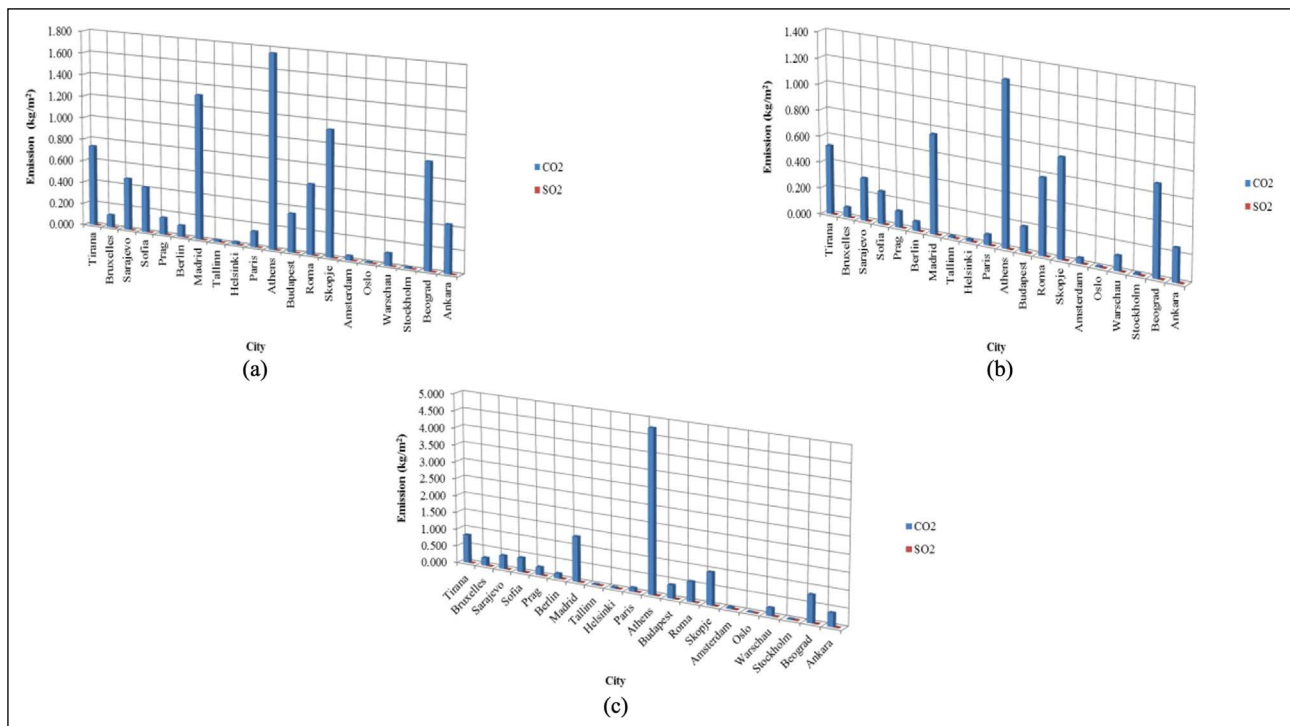 1.800
1.600
1.400
1.200
1.000
0.800
0.600
0.400
0.200
0.000
Emission (kg/m²)
Tirana
Bruxelles
Sarajevo
Sofia
Prag
Berlin
Madrid
Tallinn
Helsinki
Paris
Athens
Budapest
Roma
Skopje
Amsterdam
Oslo
Warschau
Stockholm
Beograd
Ankara
City
CO2
SO2
(a)
1.400
1.200
1.000
0.800
0.600
0.400
0.200
0.000
Emission (kg/m²)
Tirana
Bruxelles
Sarajevo
Sofia
Prag
Berlin
Madrid
Tallinn
Helsinki
Paris
Athens
Budapest
Roma
Skopje
Amsterdam
Oslo
Warschau
Stockholm
Beograd
Ankara
City
CO2
SO2
(b)
5.000
4.500
4.000
3.500
3.000
2.500
2.000
1.500
1.000
0.500
0.000
Emission (kg/m²)
Tirana
Bruxelles
Sarajevo
Sofia
Prag
Berlin
Madrid
Tallinn
Helsinki
Paris
Athens
Budapest
Roma
Skopje
Amsterdam
Oslo
Warschau
Stockholm
Beograd
Ankara
City
CO2
SO2
(c)